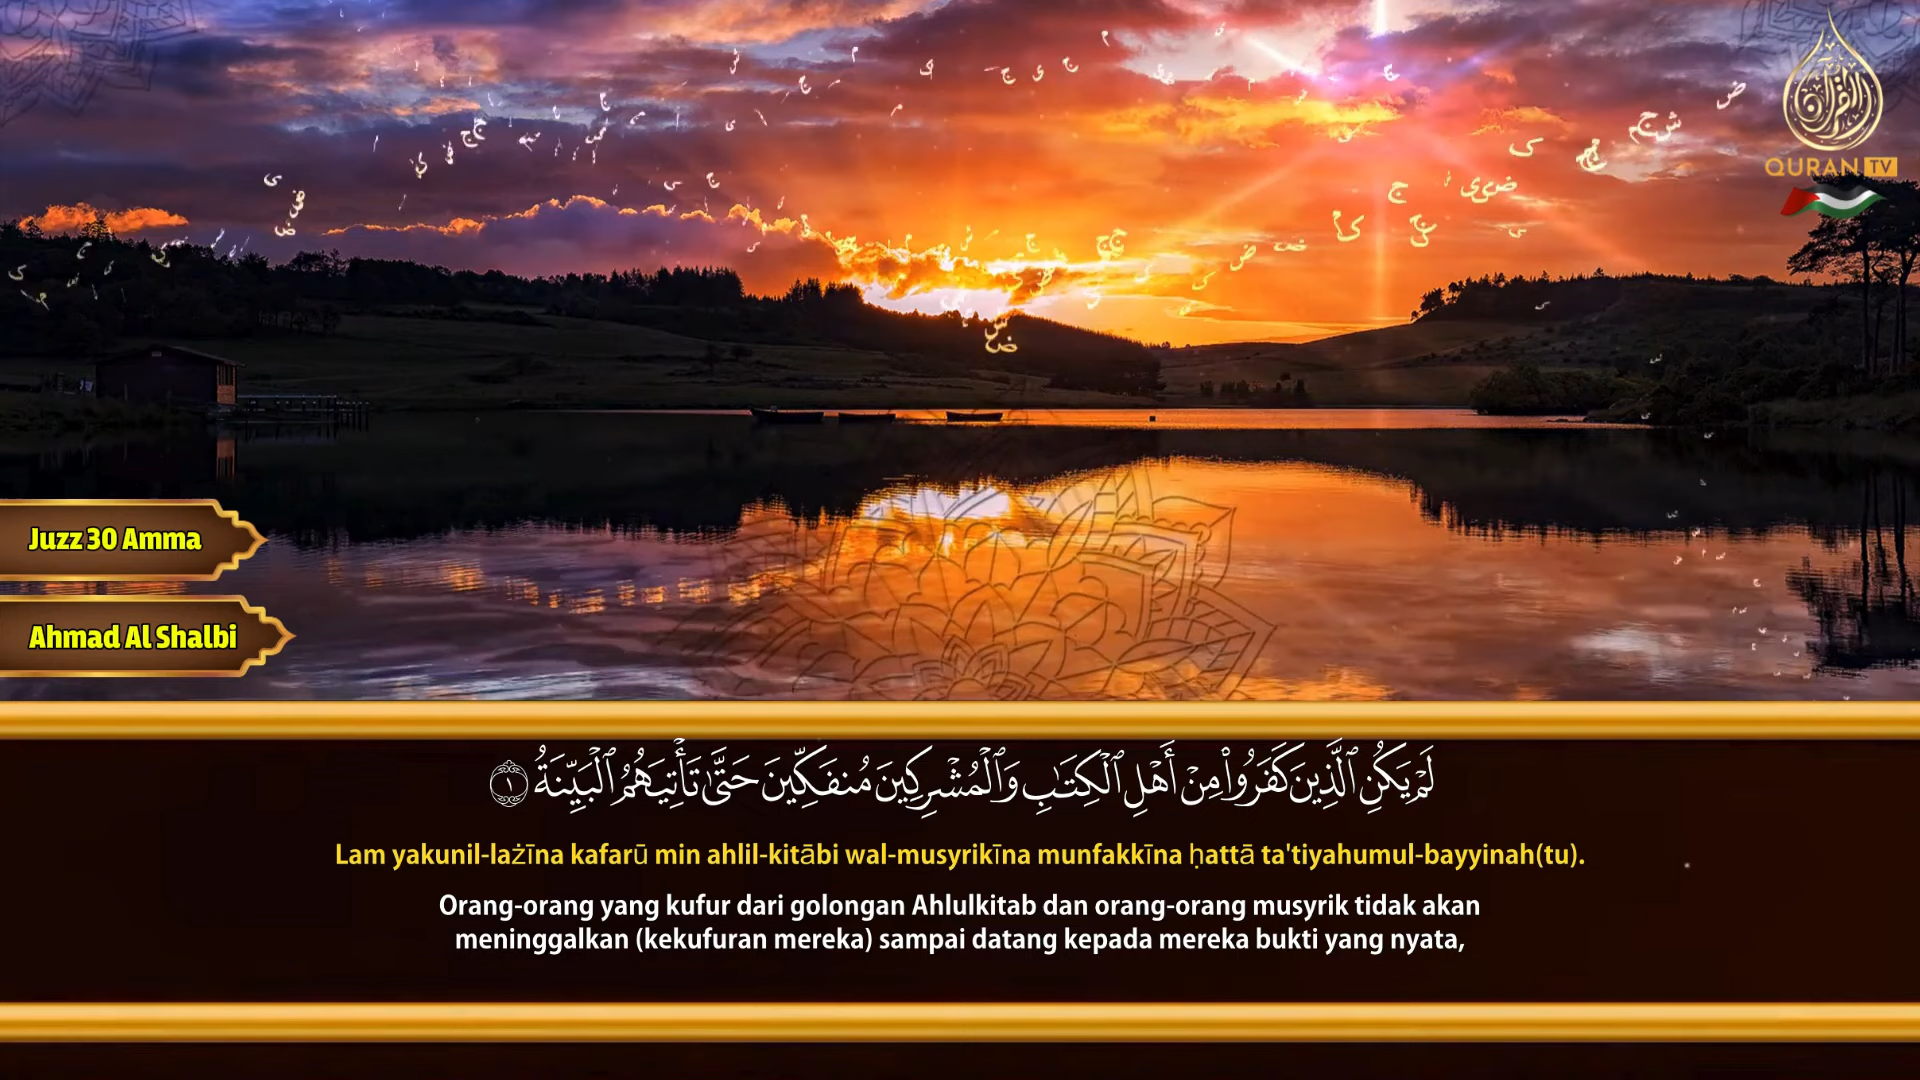 القرآن
QURAN TV
Juzz 30 Amma
Ahmad Al Shalbi
لَمْ يَكُنِ ٱلَّذِينَ كَفَرُوا۟ مِنْ أَهْلِ ٱلْكِتَـٰبِ وَٱلْمُشْرِكِينَ مُنفَكِّينَ حَتَّىٰ تَأْتِيَهُمُ ٱلْبَيِّنَةُ ١
Lam yakunil-lażīna kafarū min ahlil-kitābi wal-musyrikīna munfakkīna ḥattā ta'tiyahumul-bayyinah(tu).
Orang-orang yang kufur dari golongan Ahlulkitab dan orang-orang musyrik tidak akan
meninggalkan (kekufuran mereka) sampai datang kepada mereka bukti yang nyata,